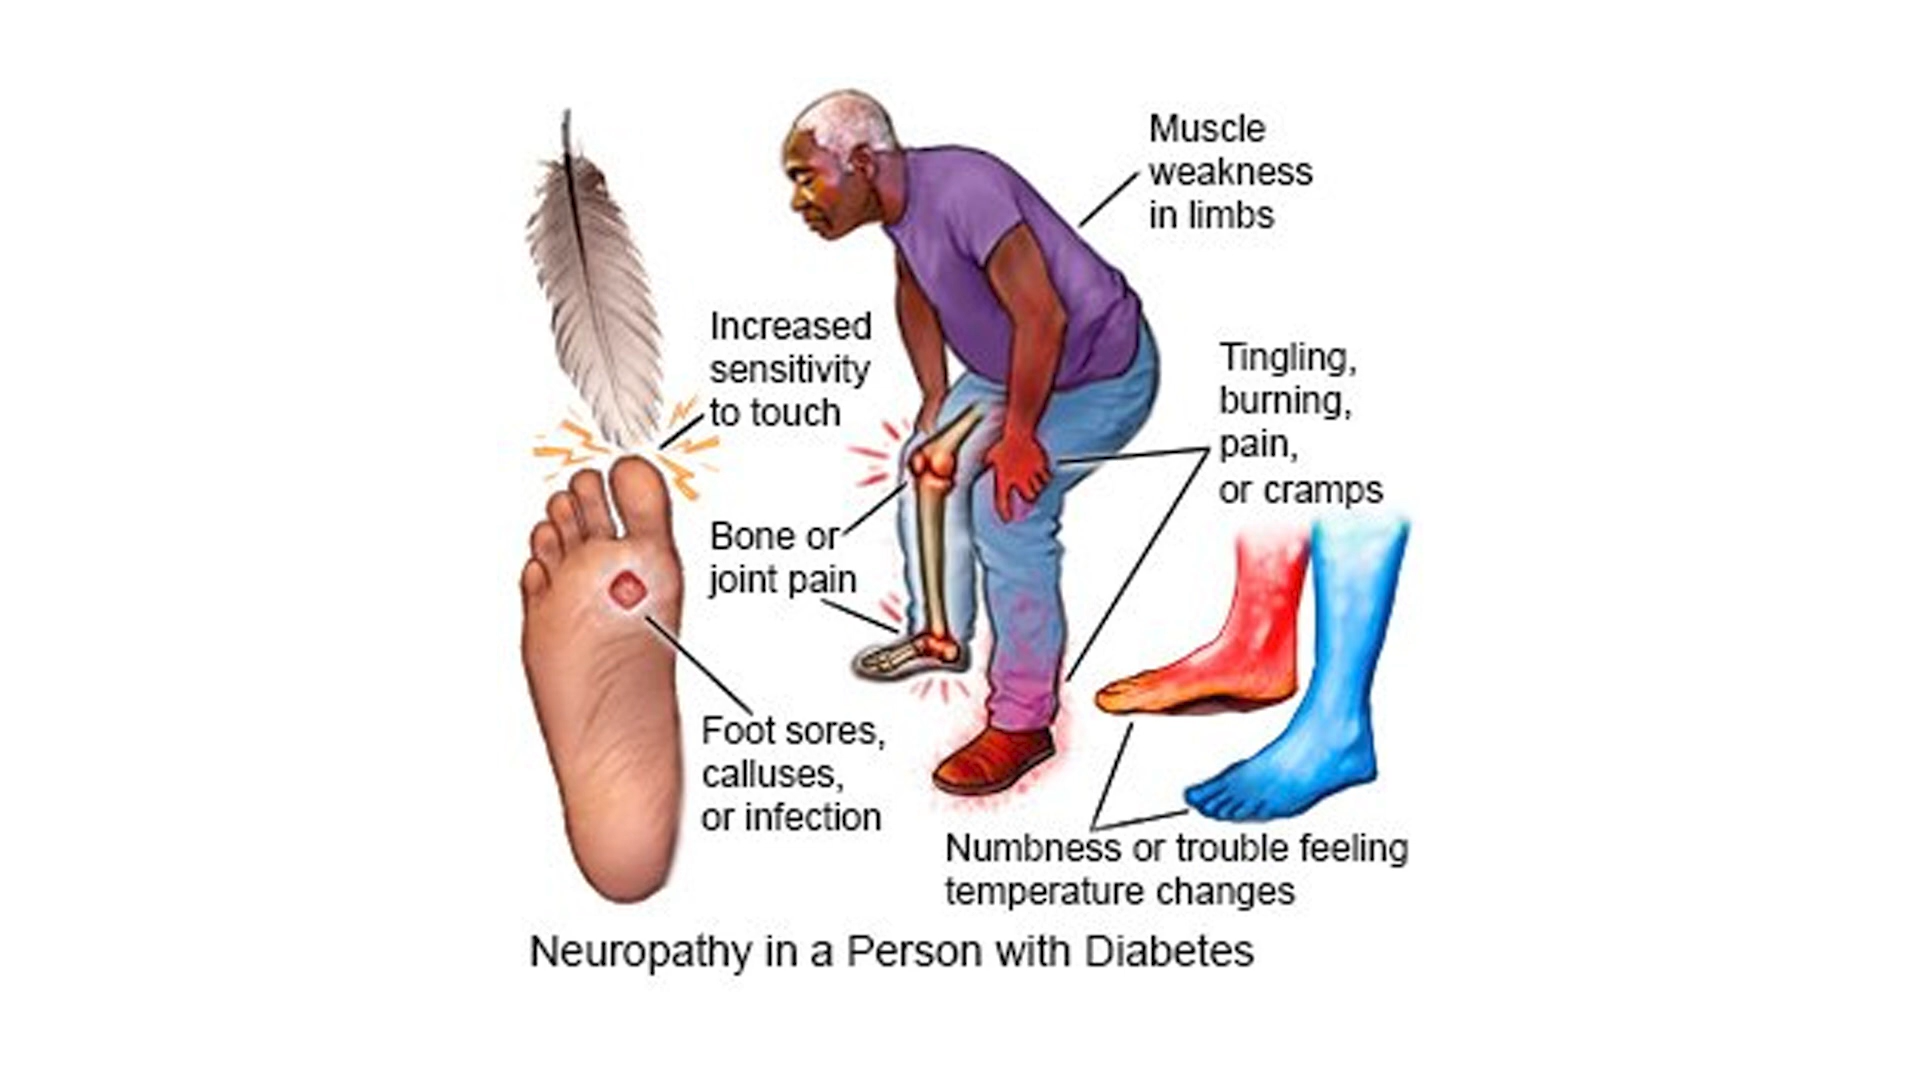 Muscle
weakness
in limbs
Increased
sensitivity
to touch
Tingling,
burning,
pain,
or cramps
Bone or
joint pain
Foot sores,
calluses,
or infection
Numbness or trouble feeling
temperature changes
Neuropathy in a Person with Diabetes